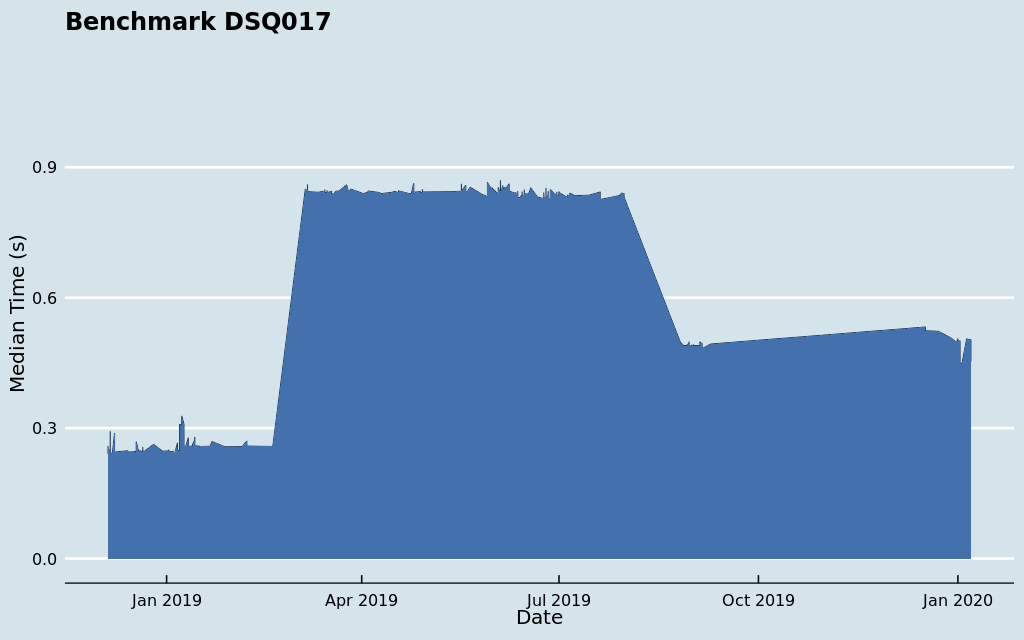 Benchmark DSQ017
Median Time (s)
0.9
0.6
0.3
0.0
Jan 2019
Apr 2019
Jul 2019
Oct 2019
Jan 2020
Date